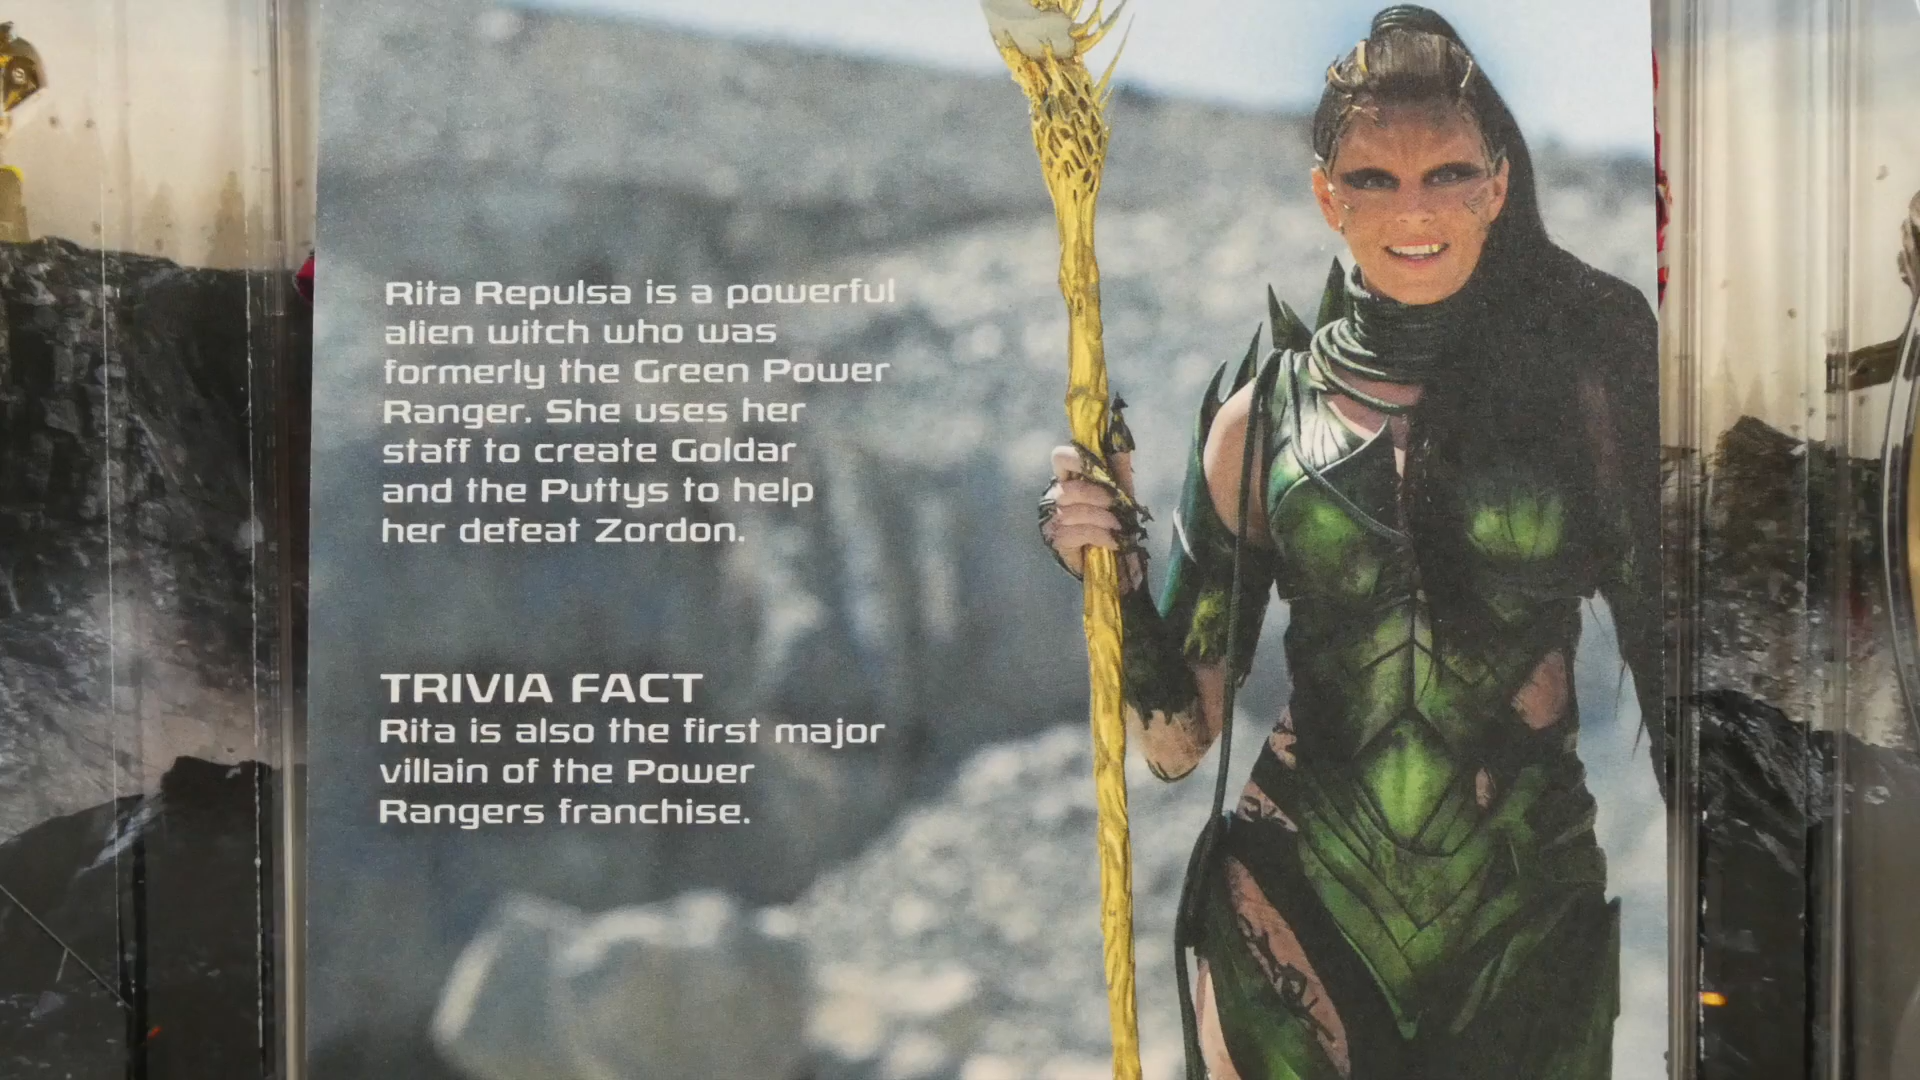 Rita Repulsa is a powerful
alien witch who was
formerly the Green Power
Ranger. She uses her
staff to create Goldar
and the Puttys to help
her defeat Zordon.
TRIVIA FACT
Rita is also the first major
villain of the Power
Rangers franchise.